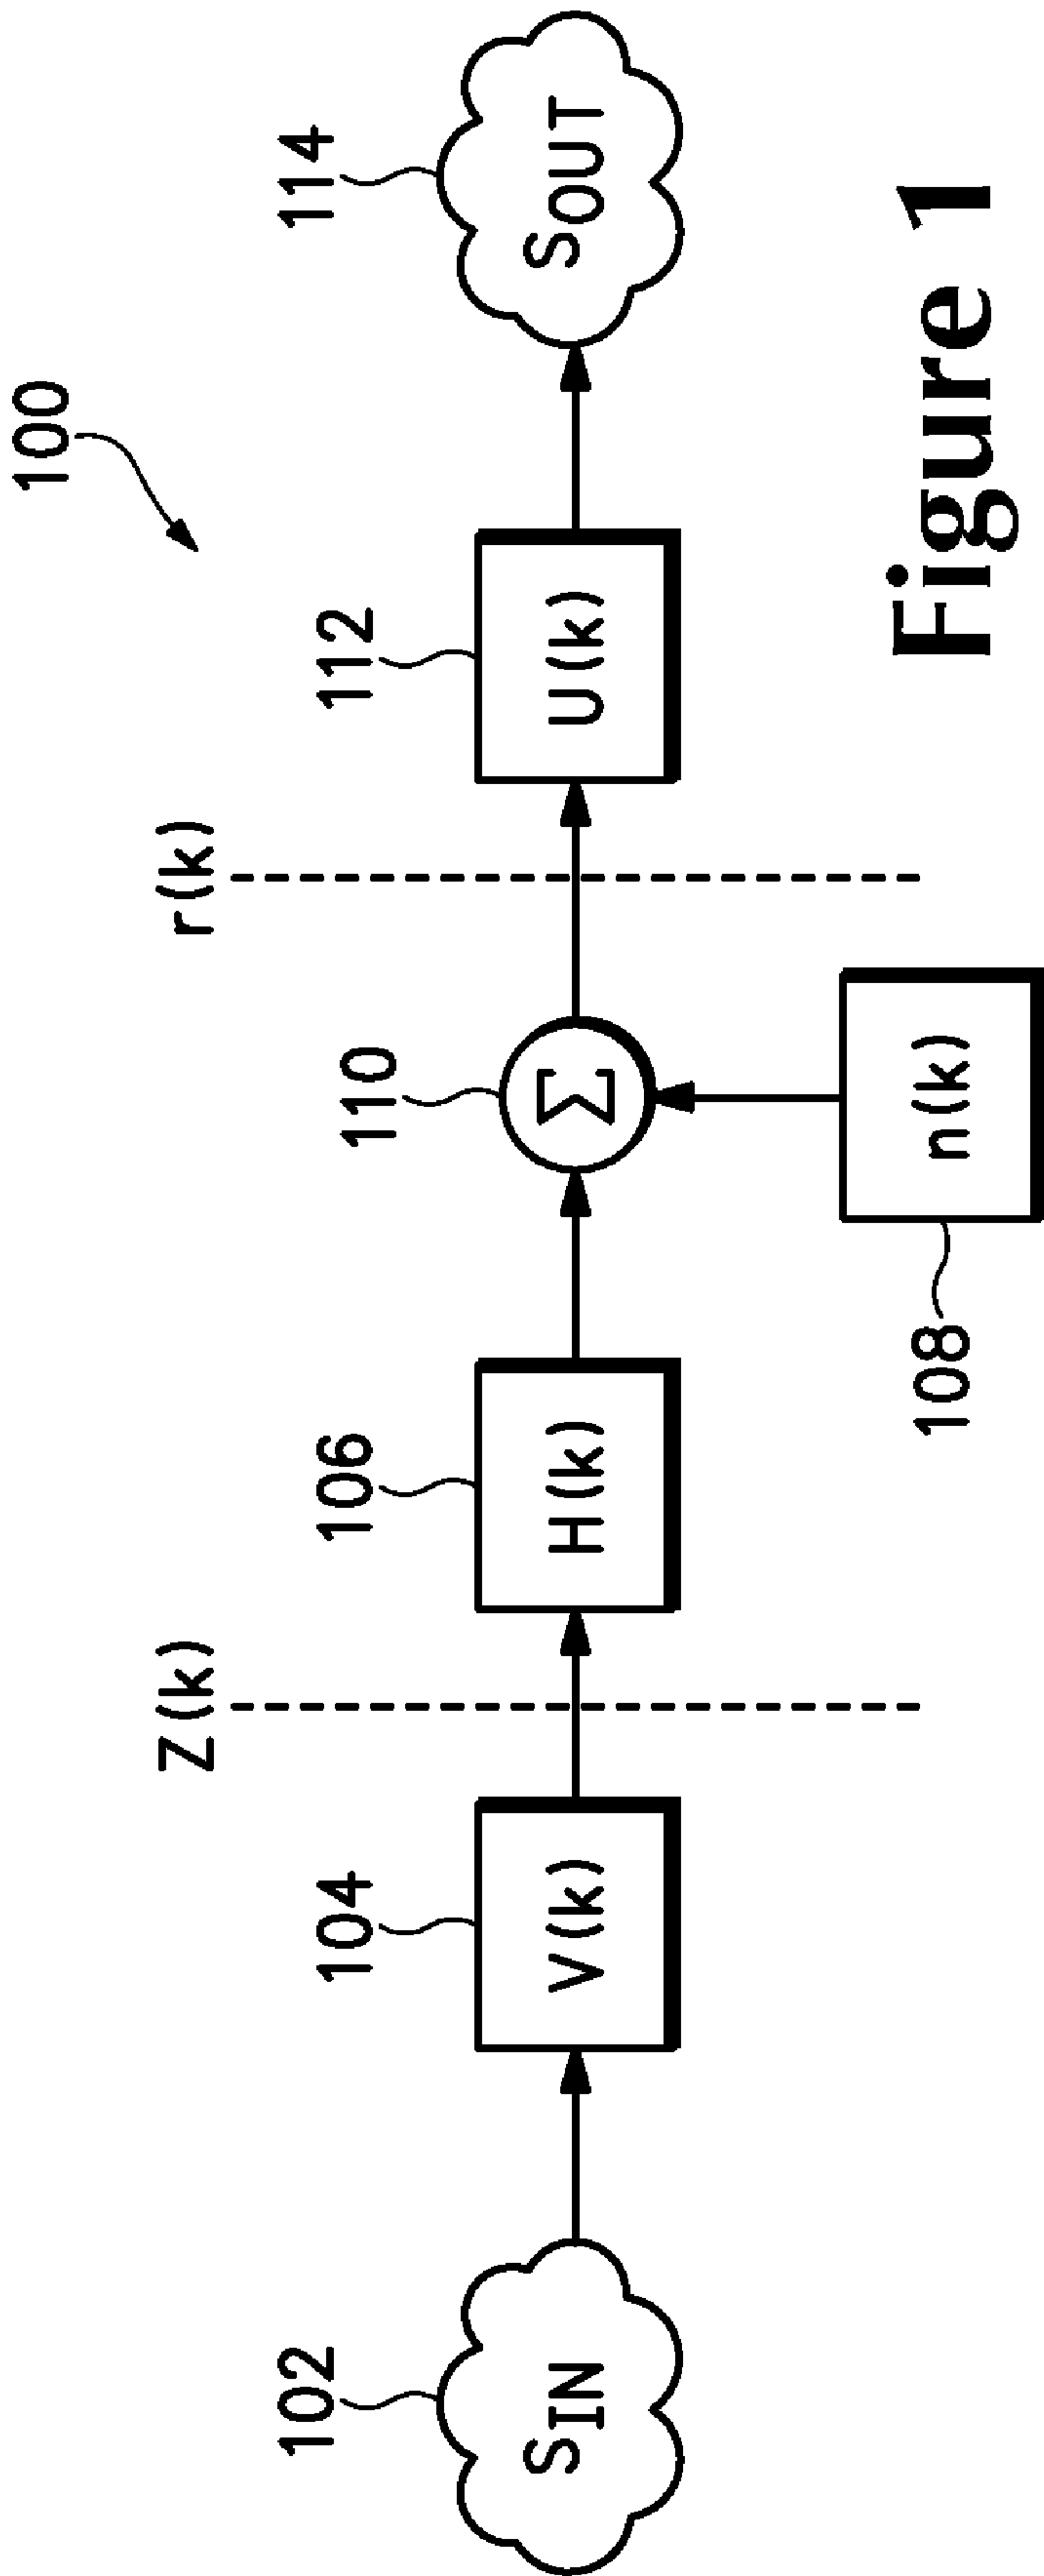 100
Z(k)
r(k)
102
104
106
110
112
114
S_IN
V(k)
H(k)
Σ
U(k)
S_OUT
108
n(k)
Figure 1